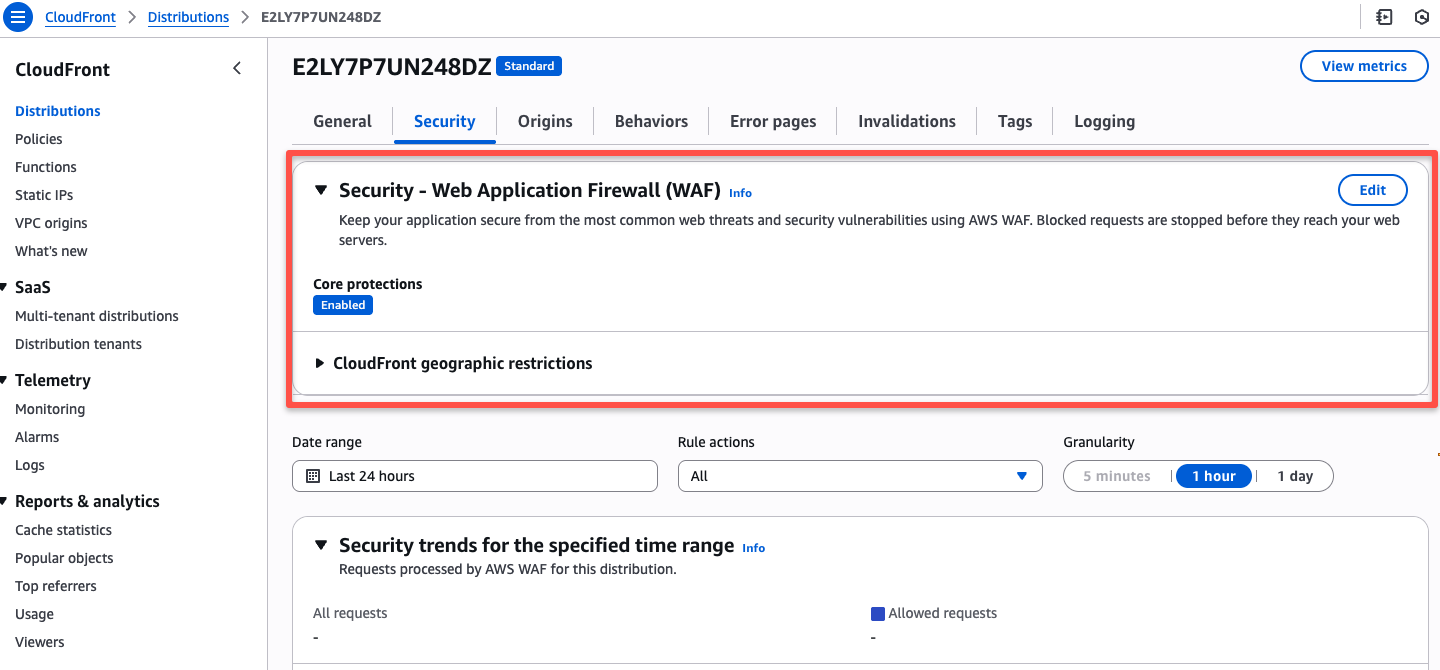 CloudFront > Distributions > E2LY7P7UN248DZ
CloudFront
Distributions
Policies
Functions
Static IPs
VPC origins
What's new
SaaS
Multi-tenant distributions
Distribution tenants
Telemetry
Monitoring
Alarms
Logs
Reports & analytics
Cache statistics
Popular objects
Top referrers
Usage
Viewers
E2LY7P7UN248DZ Standard
View metrics
General Security Origins Behaviors Error pages Invalidations Tags Logging
Security - Web Application Firewall (WAF) Info
Edit
Keep your application secure from the most common web threats and security vulnerabilities using AWS WAF. Blocked requests are stopped before they reach your web
servers.
Core protections
Enabled
CloudFront geographic restrictions
Date range Rule actions Granularity
Last 24 hours All 5 minutes 1 hour 1 day
Security trends for the specified time range Info
Requests processed by AWS WAF for this distribution.
All requests Allowed requests
- -